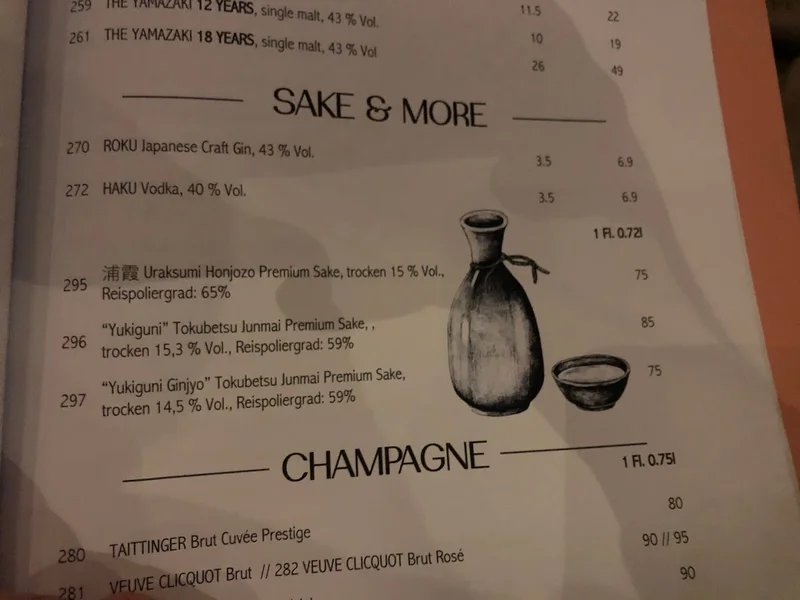 259 THE YAMAZAKI 12 YEARS, single malt, 43 % Vol. 11.5 22
261 THE YAMAZAKI 18 YEARS, single malt, 43 % Vol 10 19
26 49
SAKE & MORE
270 ROKU Japanese Craft Gin, 43 % Vol. 3.5 6.9
272 HAKU Vodka, 40 % Vol. 3.5 6.9
1 Fl. 0.72l
295 浦霞 Uraksumi Honjozo Premium Sake, trocken 15 % Vol., 75
Reispoliergrad: 65%
296 “Yukiguni” Tokubetsu Junmai Premium Sake, , 85
trocken 15,3 % Vol., Reispoliergrad: 59%
297 “Yukiguni Ginjyo” Tokubetsu Junmai Premium Sake, 75
trocken 14,5 % Vol., Reispoliergrad: 59%
CHAMPAGNE
1 Fl. 0.75l
280 TAITTINGER Brut Cuvée Prestige 80
281 VEUVE CLICQUOT Brut // 282 VEUVE CLICQUOT Brut Rosé 90 // 95
90